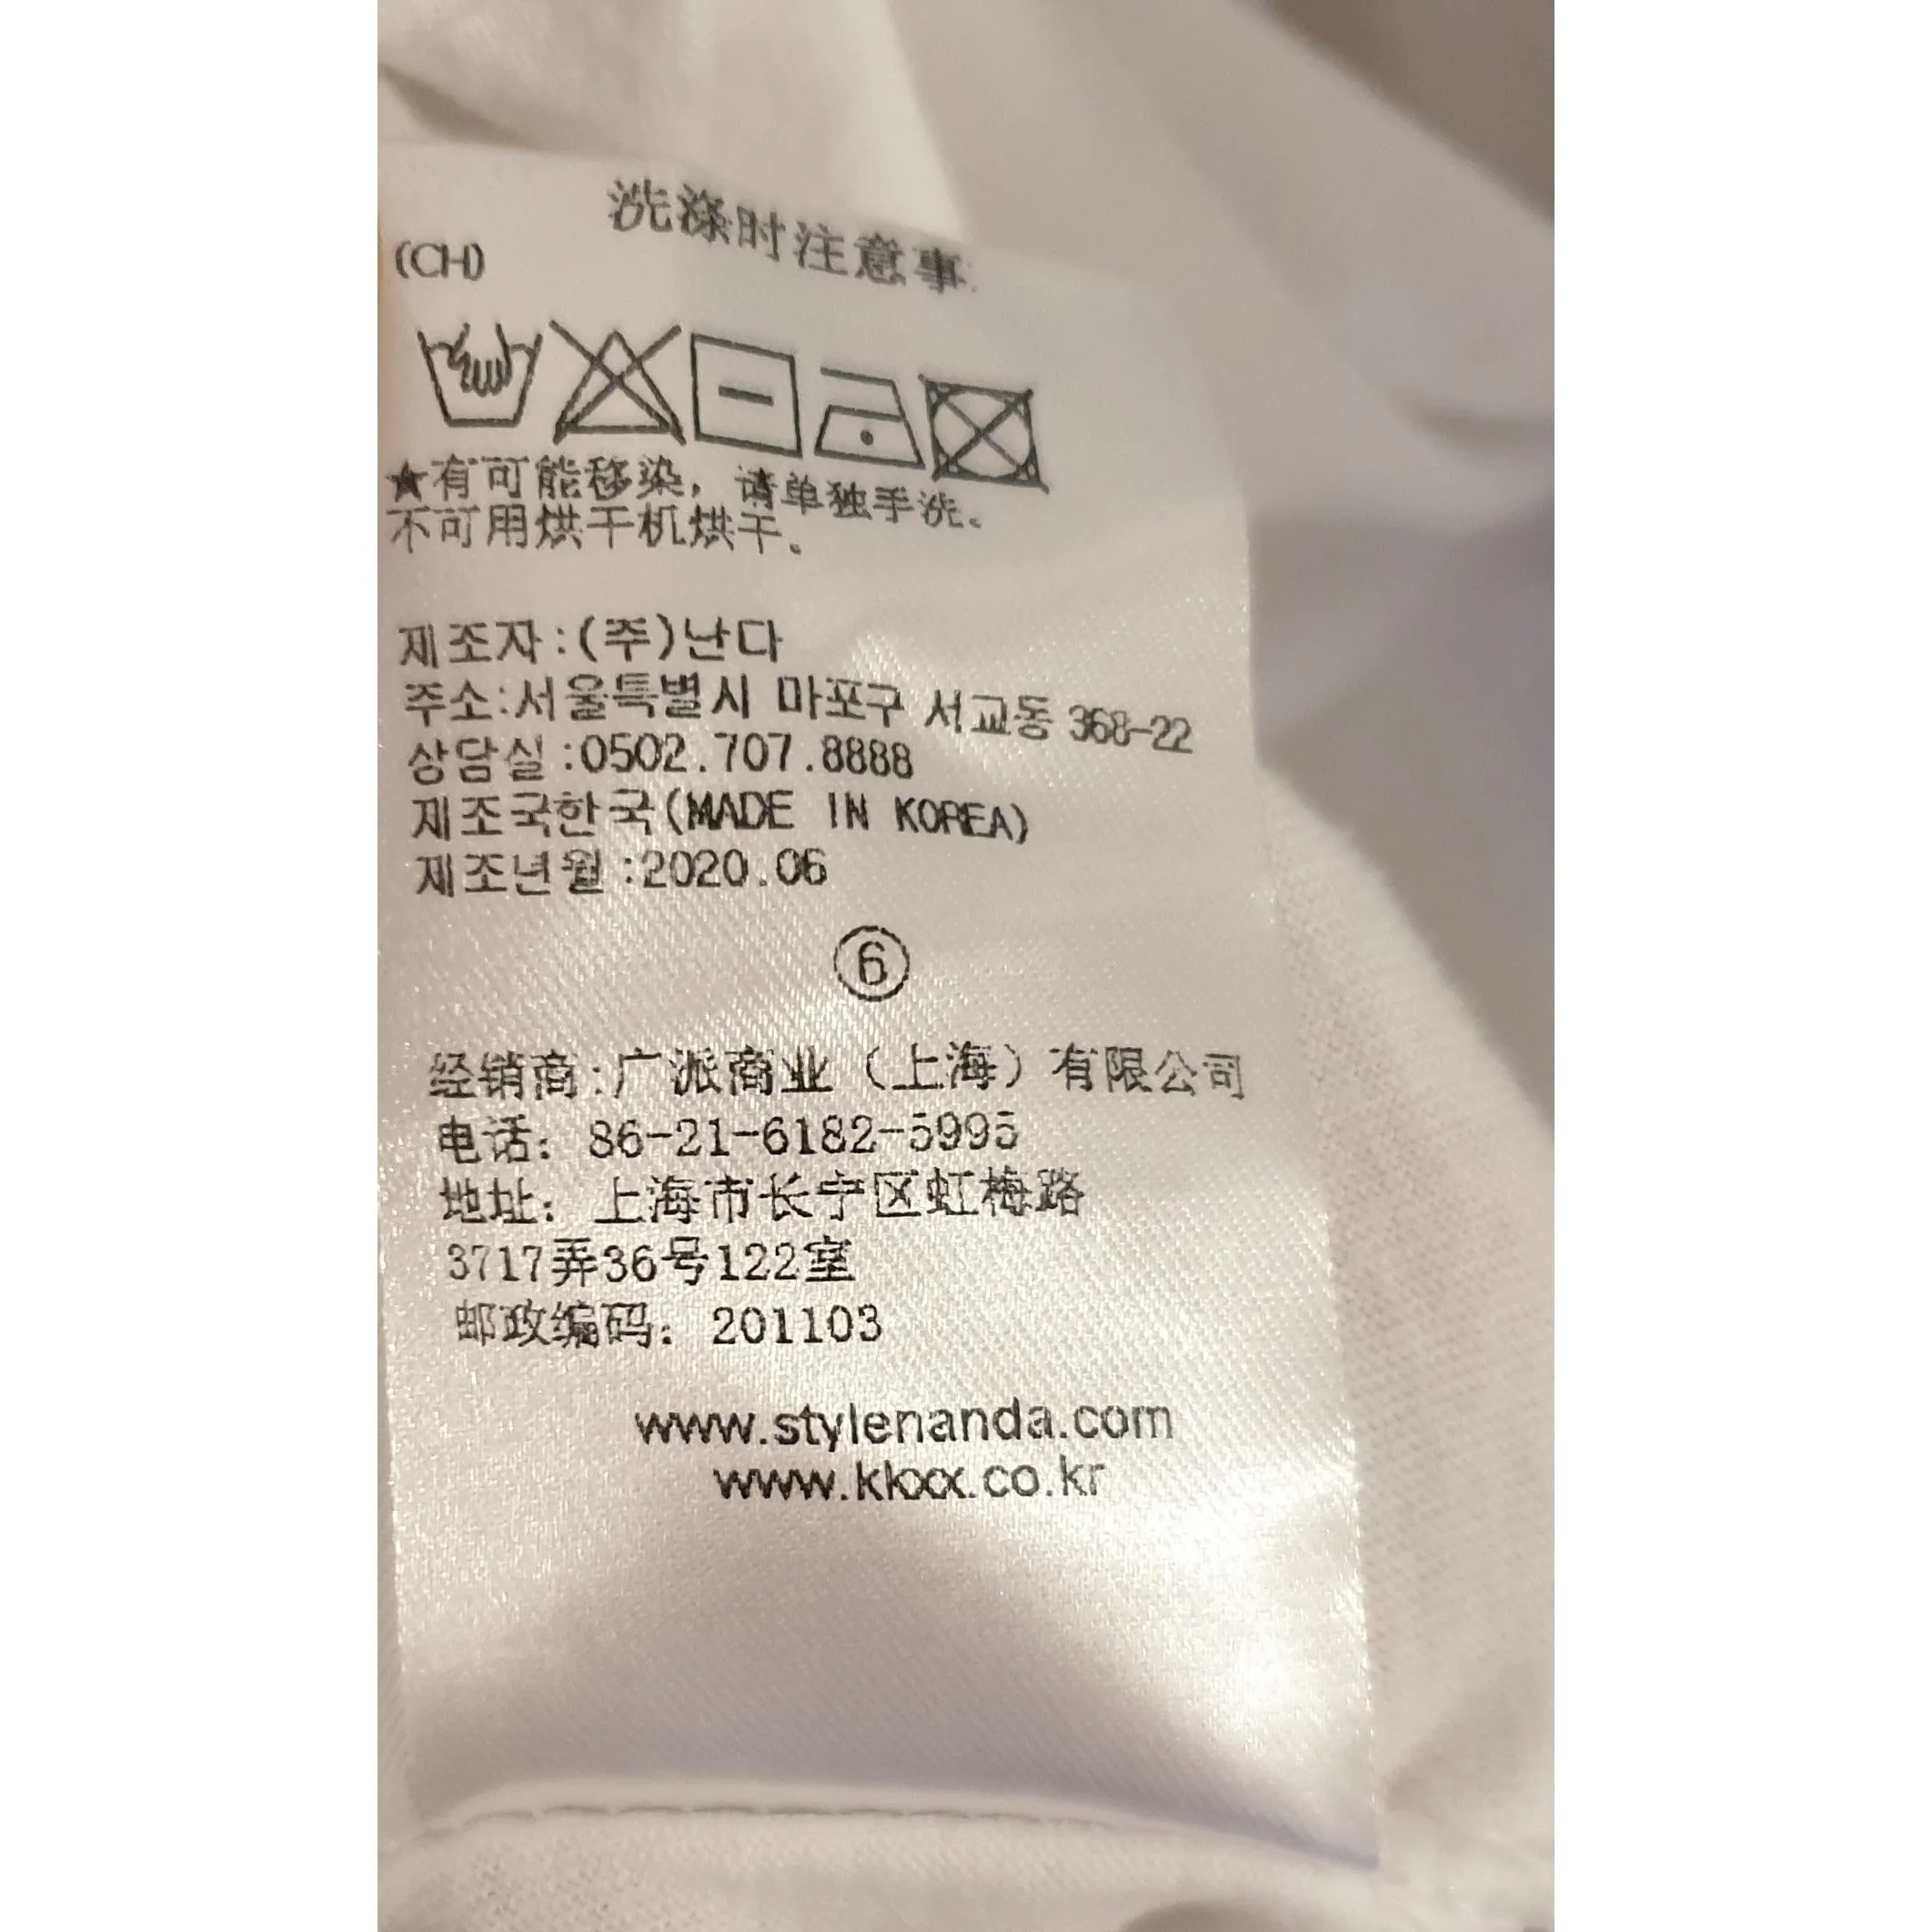 洗涤时注意事
(CH)
★有可能移染，请单独手洗。
不可用烘干机烘干。
제조자:(주)난다
주소:서울특별시 마포구 서교동 368-22
상담실:0502.707.8888
제조국한국(MADE IN KOREA)
제조년월:2020.06
⑥
经销商:广派商业（上海）有限公司
电话：86-21-6182-5995
地址：上海市长宁区虹梅路
3717弄36号122室
邮政编码：201103
www.stylenanda.com
www.kkxx.co.kr